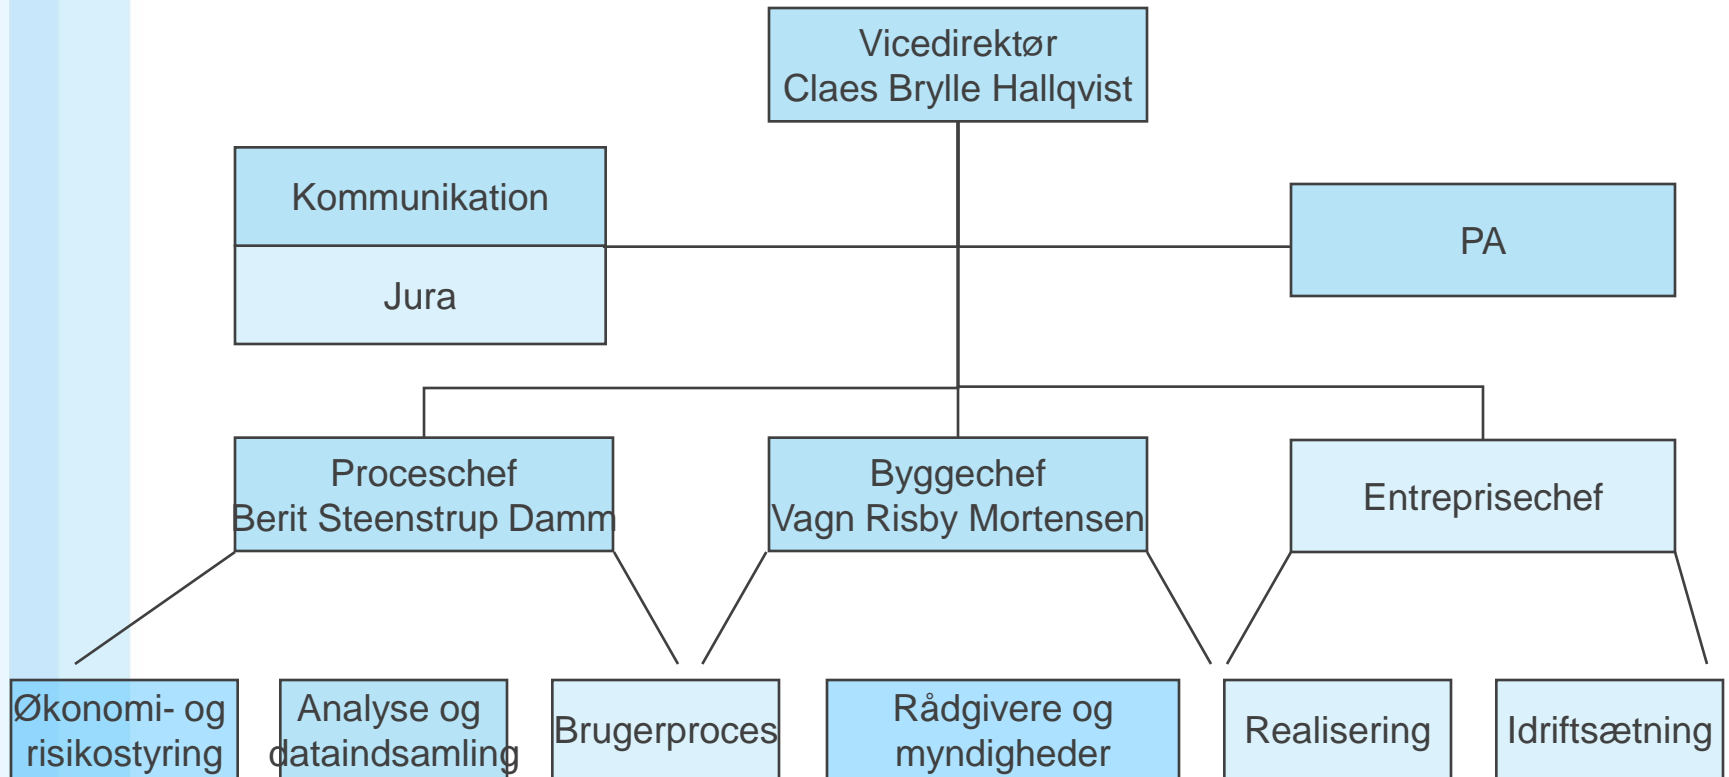 Vicedirektør
Claes Brylle Hallqvist
Kommunikation
Jura
PA
Proceschef
Berit Steenstrup Damm
Byggechef
Vagn Risby Mortensen
Entreprisechef
Økonomi- og
risikostyring
Analyse og
dataindsamling
Brugerproces
Rådgivere og
myndigheder
Realisering
Idriftsætning